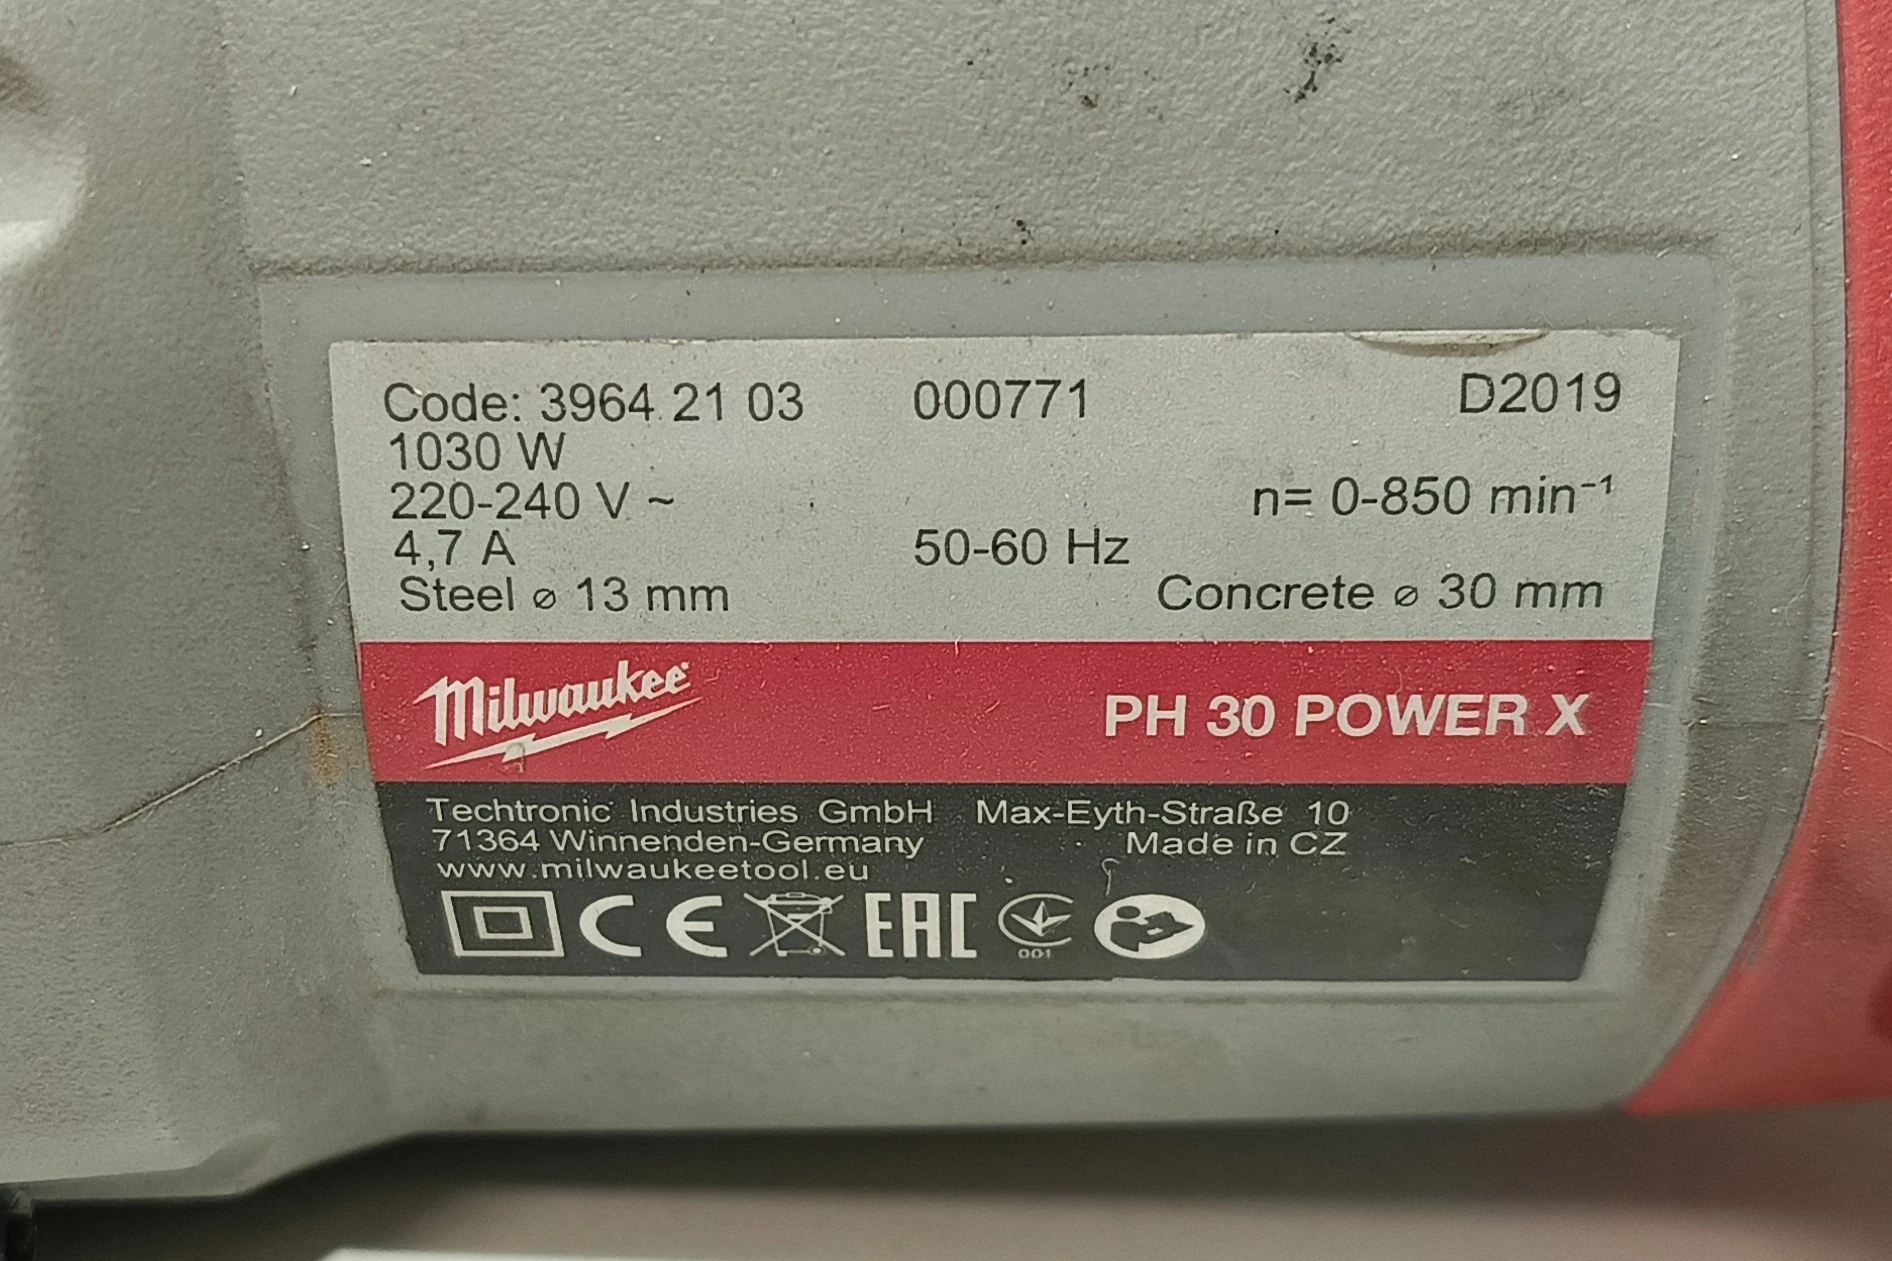 Code: 3964 21 03 000771 D2019
1030 W
220-240 V ~ n= 0-850 min⁻¹
4,7 A 50-60 Hz
Steel ⌀ 13 mm Concrete ⌀ 30 mm
Milwaukee PH 30 POWER X
Techtronic Industries GmbH Max-Eyth-Straße 10
71364 Winnenden-Germany Made in CZ
www.milwaukeetool.eu
CE EAC
001